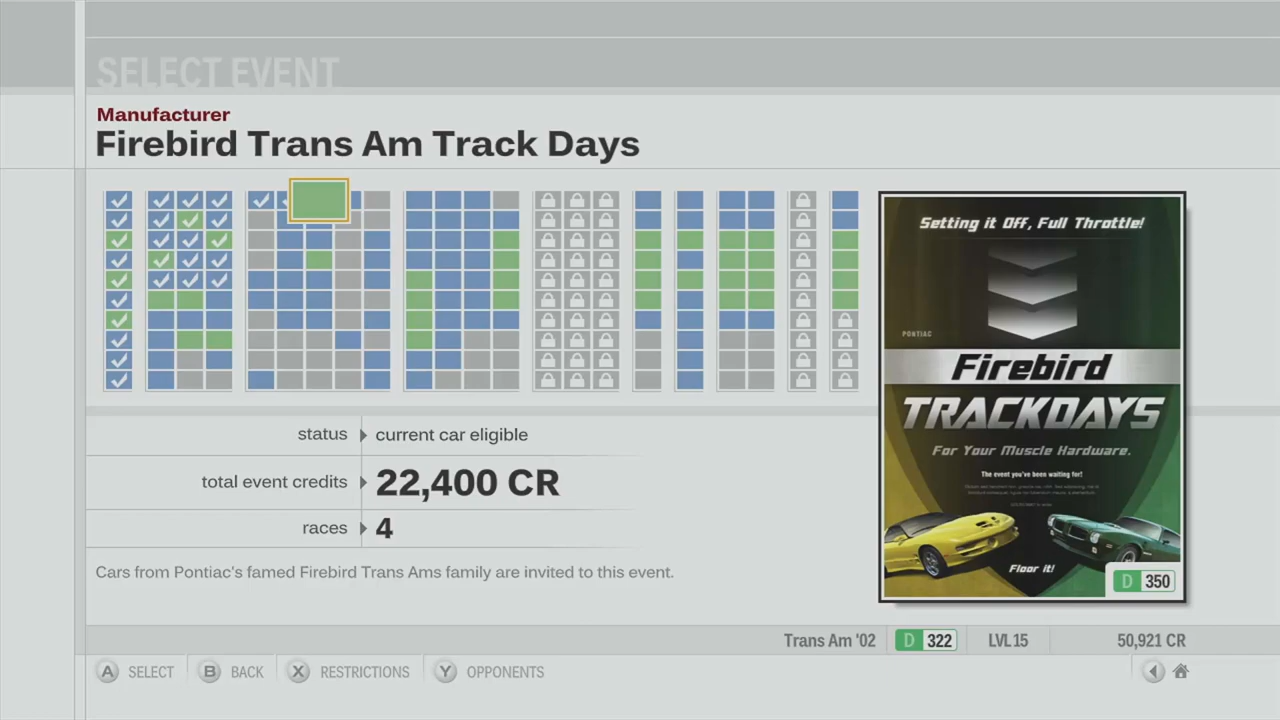 SELECT EVENT
Manufacturer
Firebird Trans Am Track Days
Setting it Off, Full Throttle!
PONTIAC
Firebird
TRACKDAYS
For Your Muscle Hardware.
The event you've been waiting for!
Floor it!
D 350
status
current car eligible
total event credits
22,400 CR
races
4
Cars from Pontiac's famed Firebird Trans Ams family are invited to this event.
Trans Am '02
D 322
LVL 15
50,921 CR
A SELECT
B BACK
X RESTRICTIONS
Y OPPONENTS